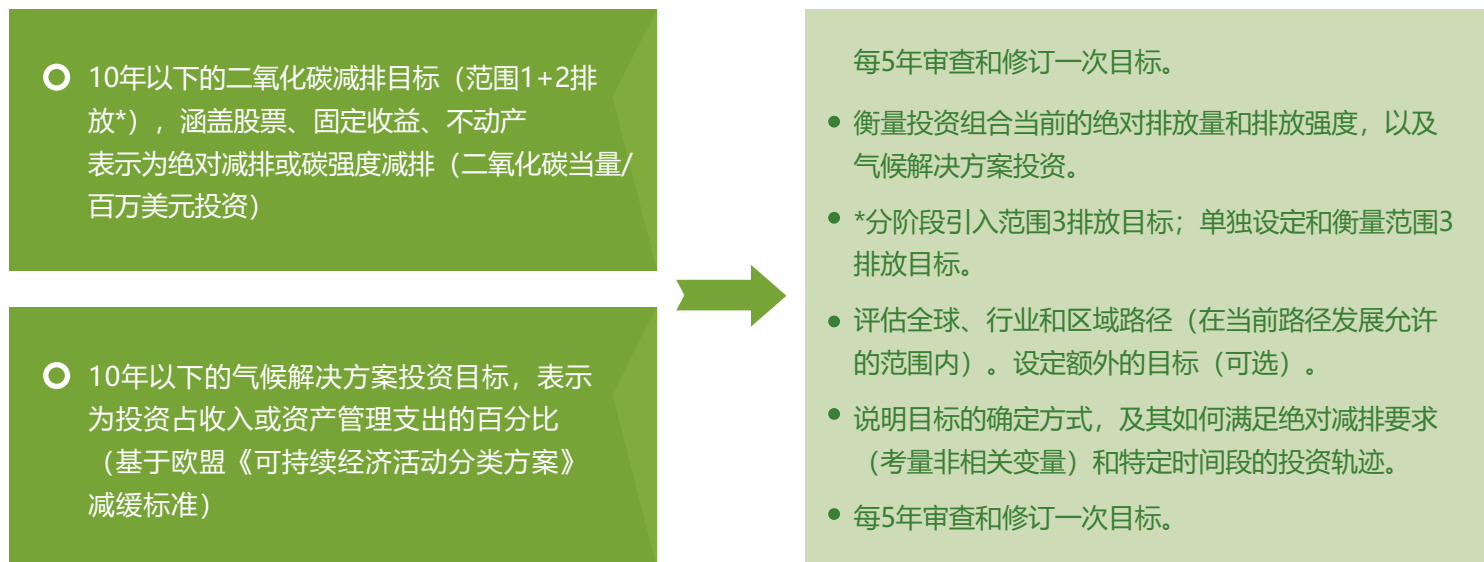 10年以下的二氧化碳减排目标（范围1+2排
放*），涵盖股票、固定收益、不动产
表示为绝对减排或碳强度减排（二氧化碳当量/
百万美元投资）
10年以下的气候解决方案投资目标，表示
为投资占收入或资产管理支出的百分比
（基于欧盟《可持续经济活动分类方案》
减缓标准）
每5年审查和修订一次目标。
衡量投资组合当前的绝对排放量和排放强度，以及
气候解决方案投资。
*分阶段引入范围3排放目标；单独设定和衡量范围3
排放目标。
评估全球、行业和区域路径（在当前路径发展允许
的范围内）。设定额外的目标（可选）。
说明目标的确定方式，及其如何满足绝对减排要求
（考量非相关变量）和特定时间段的投资轨迹。
每5年审查和修订一次目标。